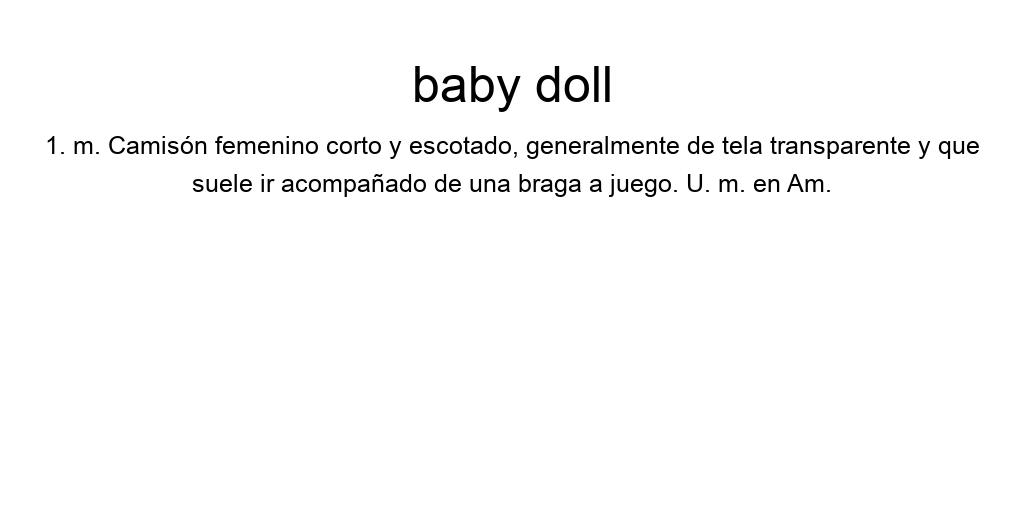 baby doll
1. m. Camisón femenino corto y escotado, generalmente de tela transparente y que
suele ir acompañado de una braga a juego. U. m. en Am.